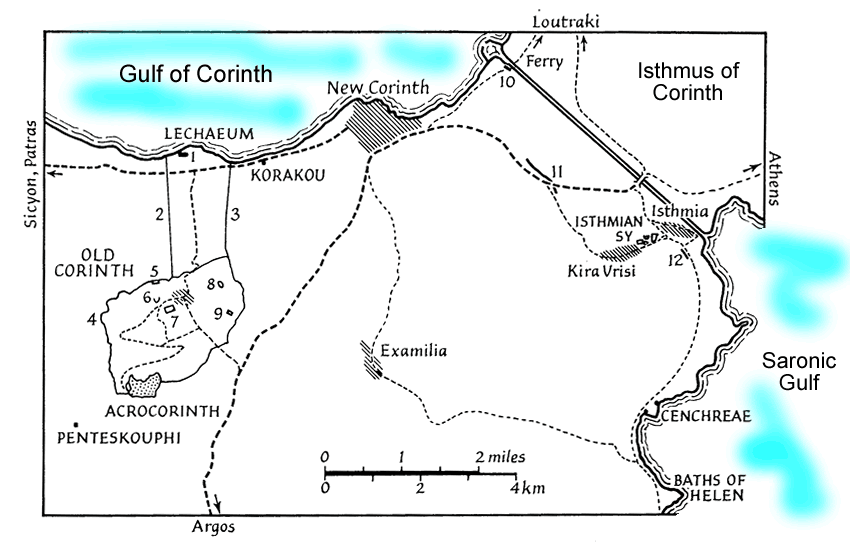 Loutraki
Gulf of Corinth
Ferry
Isthmus of
Corinth
New Corinth
10
LECHAEUM
1
KORAKOU
Sicyon, Patras
Athens
11
2
3
ISTHMIAN
SY
Isthmia
Kira Vrisi
12
OLD
CORINTH
5
6
8
4
7
9
Examilia
Saronic
Gulf
ACROCORINTH
PENTESKOUPHI
CENCHREAE
0 1 2 miles
0 2 4 km
BATHS OF
HELEN
Argos